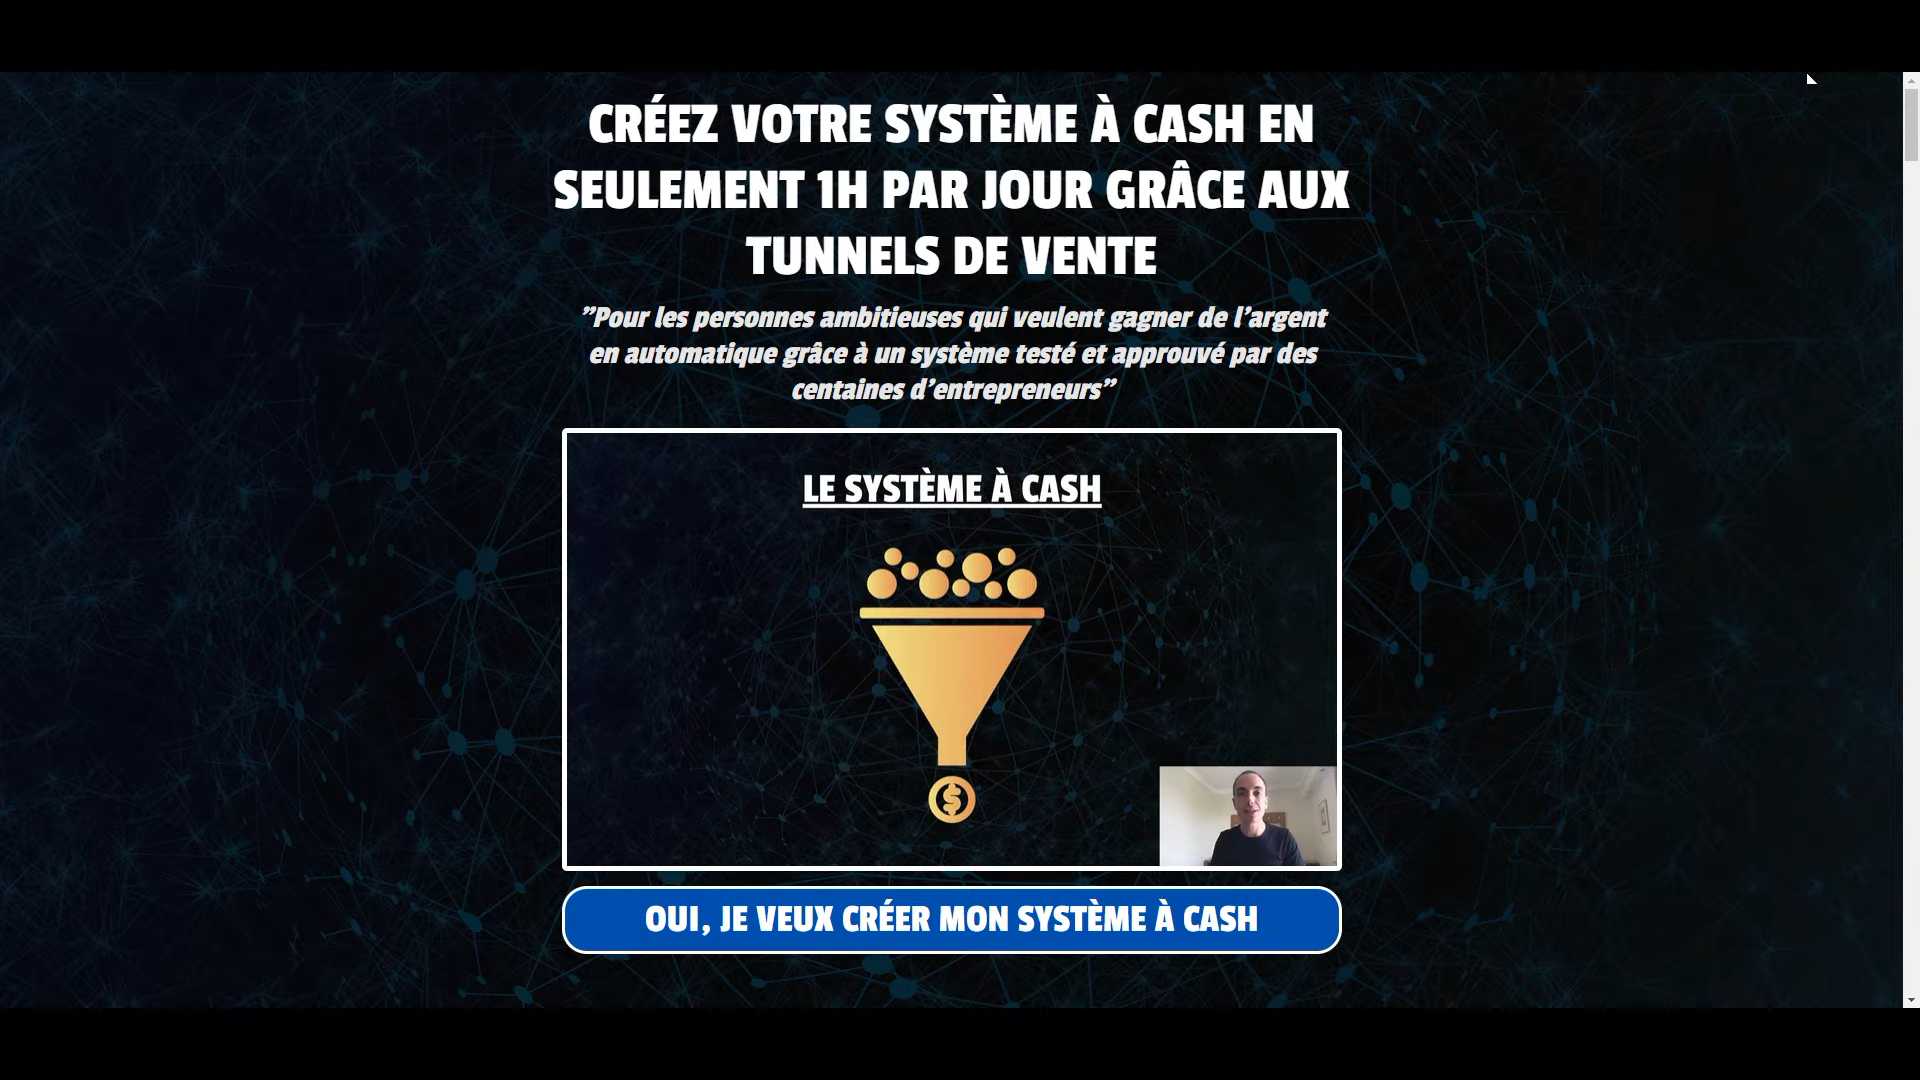 CRÉEZ VOTRE SYSTÈME À CASH EN
SEULEMENT 1H PAR JOUR GRÂCE AUX
TUNNELS DE VENTE
"Pour les personnes ambitieuses qui veulent gagner de l'argent
en automatique grâce à un système testé et approuvé par des
centaines d'entrepreneurs"
LE SYSTÈME À CASH
$
OUI, JE VEUX CRÉER MON SYSTÈME À CASH